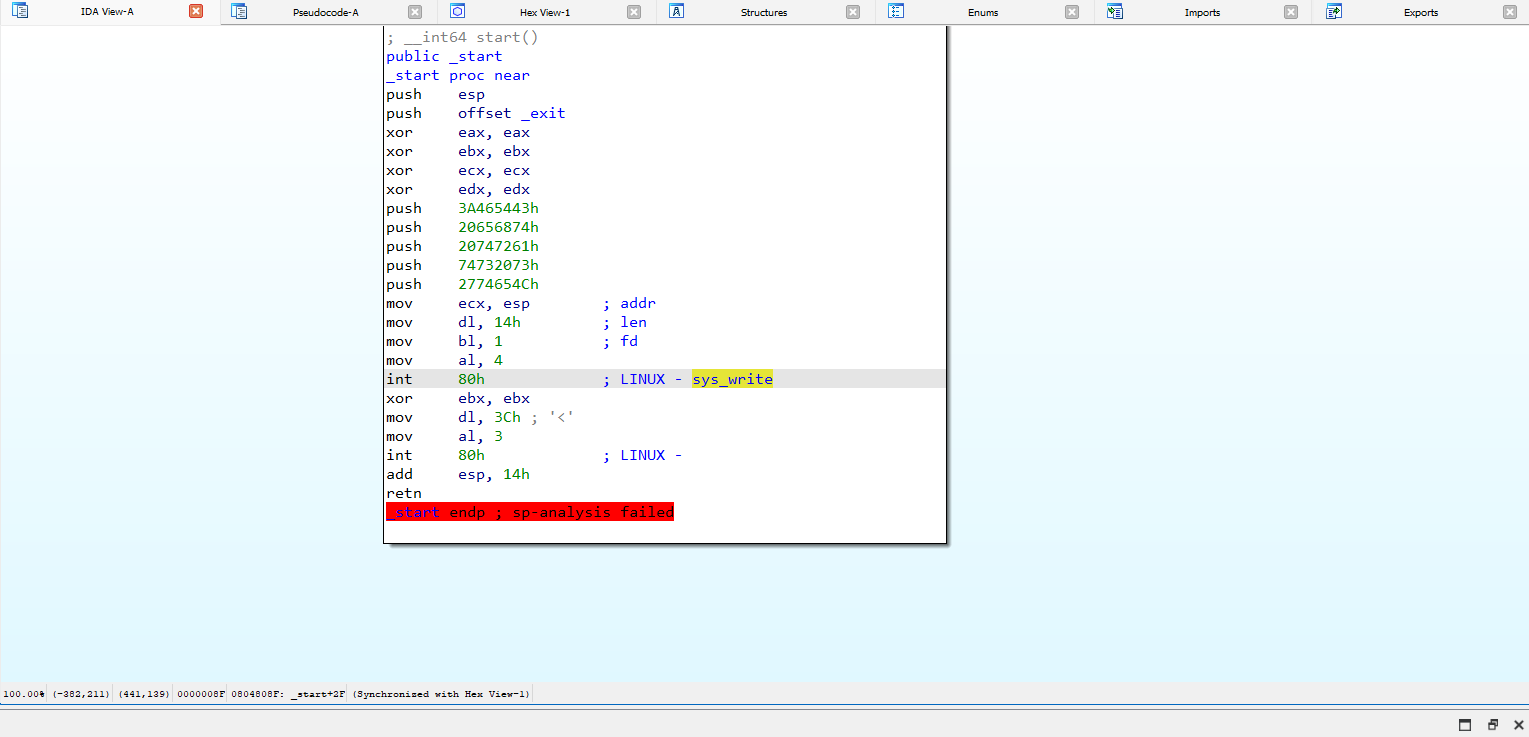 IDA View-A Pseudocode-A Hex View-1 Structures Enums Imports Exports
; __int64 start()
public _start
_start proc near
push esp
push offset _exit
xor eax, eax
xor ebx, ebx
xor ecx, ecx
xor edx, edx
push 3A465443h
push 20656874h
push 20747261h
push 74732073h
push 2774654Ch
mov ecx, esp ; addr
mov dl, 14h ; len
mov bl, 1 ; fd
mov al, 4
int 80h ; LINUX - sys_write
xor ebx, ebx
mov dl, 3Ch ; '<'
mov al, 3
int 80h ; LINUX -
add esp, 14h
retn
_start endp ; sp-analysis failed
100.00% (-382,211) (441,139) 0000008F 0804808F: _start+2F (Synchronized with Hex View-1)